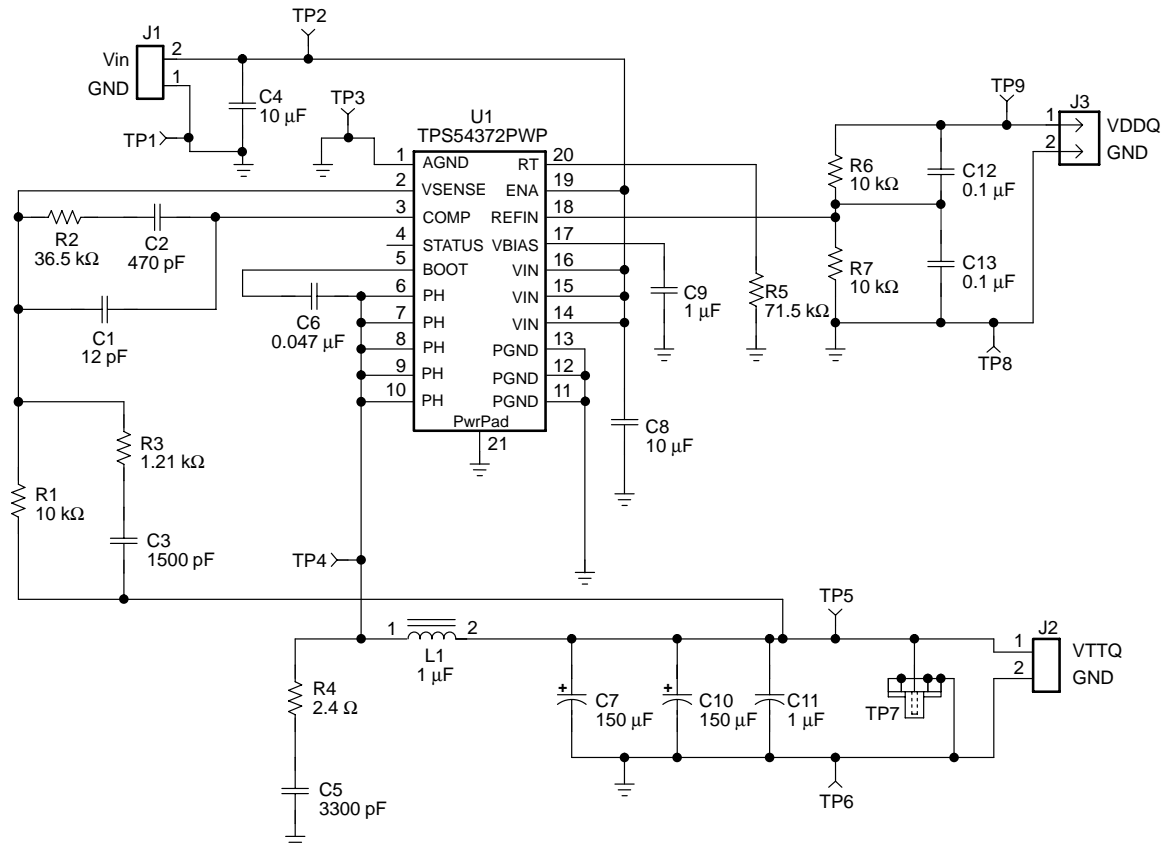 TP2
J1
Vin 2
GND 1
C4
10 µF
TP1
TP3
U1
TPS54372PWP
1 AGND RT 20
2 VSENSE ENA 19
3 COMP REFIN 18
4 STATUS VBIAS 17
5 BOOT VIN 16
6 PH VIN 15
7 PH VIN 14
8 PH PGND 13
9 PH PGND 12
10 PH PGND 11
PwrPad
21
R2
36.5 kΩ
C2
470 pF
C1
12 pF
C6
0.047 µF
R3
1.21 kΩ
R1
10 kΩ
C3
1500 pF
C9
1 µF
R5
71.5 kΩ
C8
10 µF
TP9
J3
1 VDDQ
2 GND
R6
10 kΩ
C12
0.1 µF
R7
10 kΩ
C13
0.1 µF
TP8
TP4
1 2
L1
1 µF
R4
2.4 Ω
C5
3300 pF
+
C7
150 µF
+
C10
150 µF
C11
1 µF
TP5
TP7
TP6
J2
1 VTTQ
2 GND